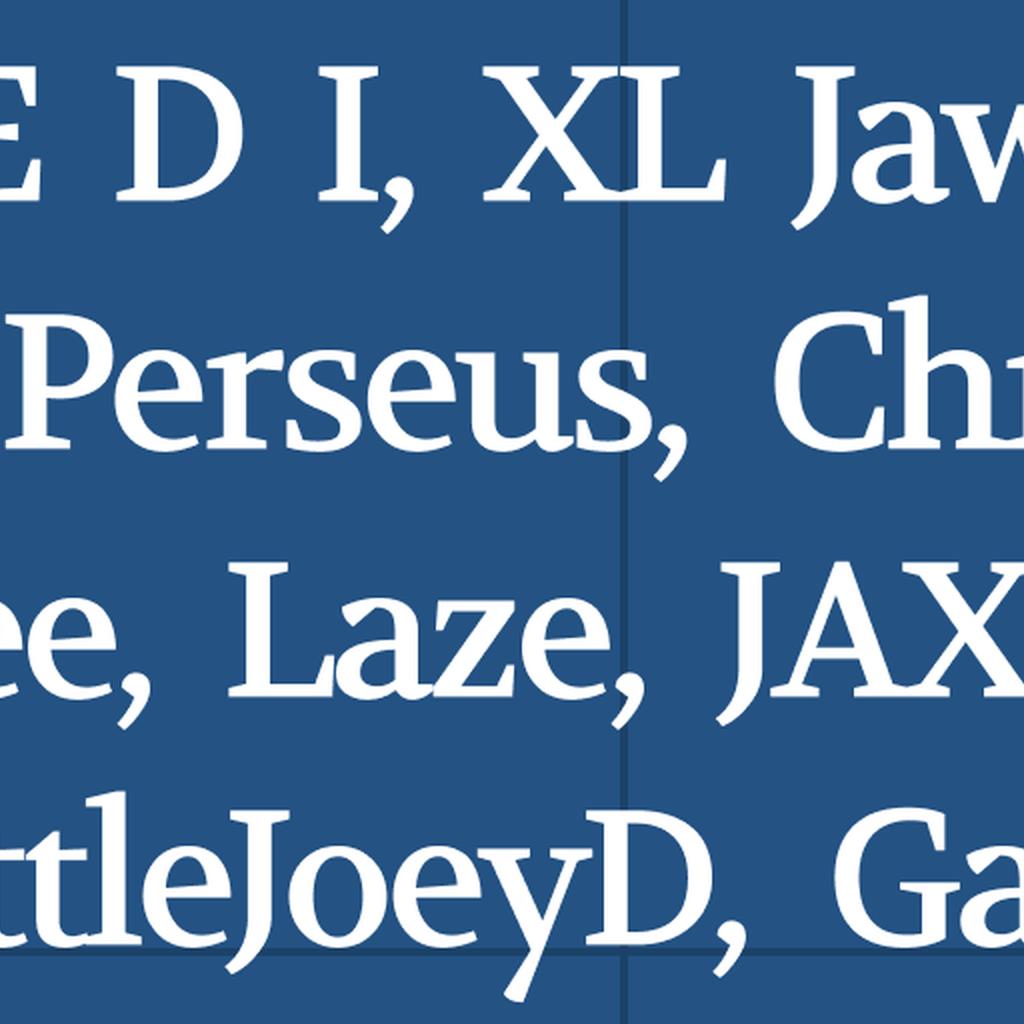 E D I, XL Jaw
Perseus, Ch
ee, Laze, JAX
ttleJoeyD, Ga